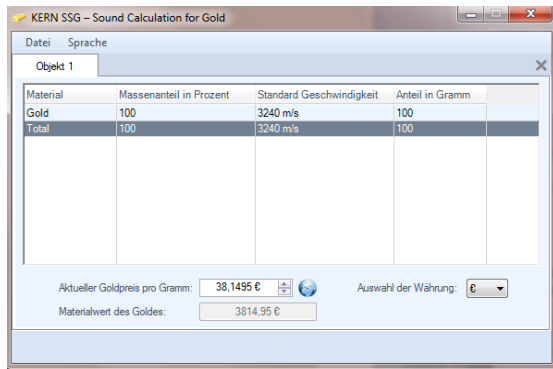 KERN SSG – Sound Calculation for Gold
Datei Sprache
Objekt 1
Material Massenanteil in Prozent Standard Geschwindigkeit Anteil in Gramm
Gold 100 3240 m/s 100
Total 100 3240 m/s 100
Aktueller Goldpreis pro Gramm: 38,1495 € Auswahl der Währung: €
Materialwert des Goldes: 3814,95 €